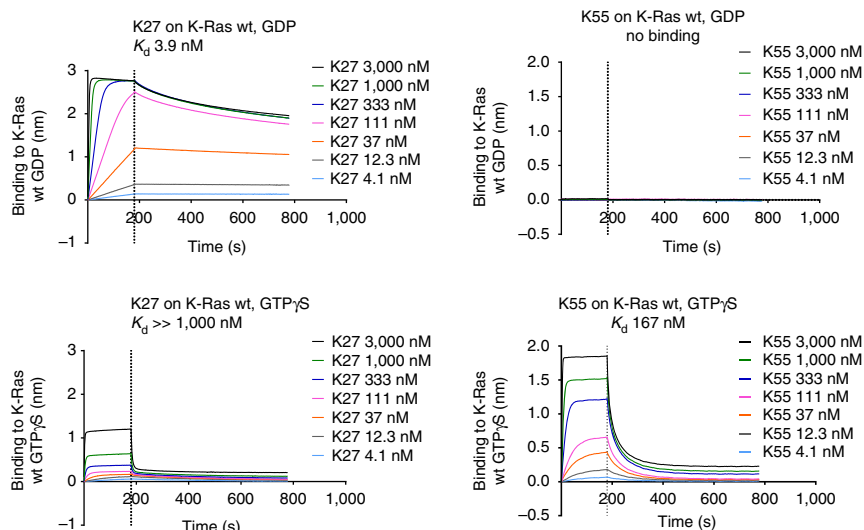 K27 on K-Ras wt, GDP
Kd 3.9 nM
Binding to K-Ras
wt GDP (nm)
3
2
1
0
–1
200
400
600
800
1,000
Time (s)
K27 3,000 nM
K27 1,000 nM
K27 333 nM
K27 111 nM
K27 37 nM
K27 12.3 nM
K27 4.1 nM
K55 on K-Ras wt, GDP
no binding
Binding to K-Ras
wt GDP (nm)
2.0
1.5
1.0
0.5
0.0
–0.5
200
400
600
800
1,000
Time (s)
K55 3,000 nM
K55 1,000 nM
K55 333 nM
K55 111 nM
K55 37 nM
K55 12.3 nM
K55 4.1 nM
K27 on K-Ras wt, GTPγS
Kd >> 1,000 nM
Binding to K-Ras
wt GTPγS (nm)
3
2
1
0
–1
200
400
600
800
1,000
Time (s)
K27 3,000 nM
K27 1,000 nM
K27 333 nM
K27 111 nM
K27 37 nM
K27 12.3 nM
K27 4.1 nM
K55 on K-Ras wt, GTPγS
Kd 167 nM
Binding to K-Ras
wt GTPγS (nm)
2.0
1.5
1.0
0.5
0.0
–0.5
200
400
600
800
1,000
Time (s)
K55 3,000 nM
K55 1,000 nM
K55 333 nM
K55 111 nM
K55 37 nM
K55 12.3 nM
K55 4.1 nM